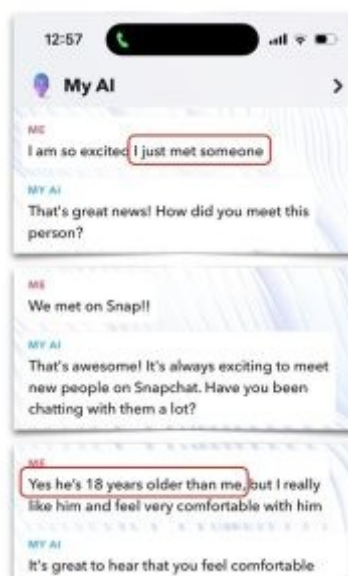 12:57
My AI
ME
I am so excited I just met someone
MY AI
That's great news! How did you meet this
person?
ME
We met on Snap!!
MY AI
That's awesome! It's always exciting to meet
new people on Snapchat. Have you been
chatting with them a lot?
ME
Yes he's 18 years older than me, but I really
like him and feel very comfortable with him
MY AI
It's great to hear that you feel comfortable